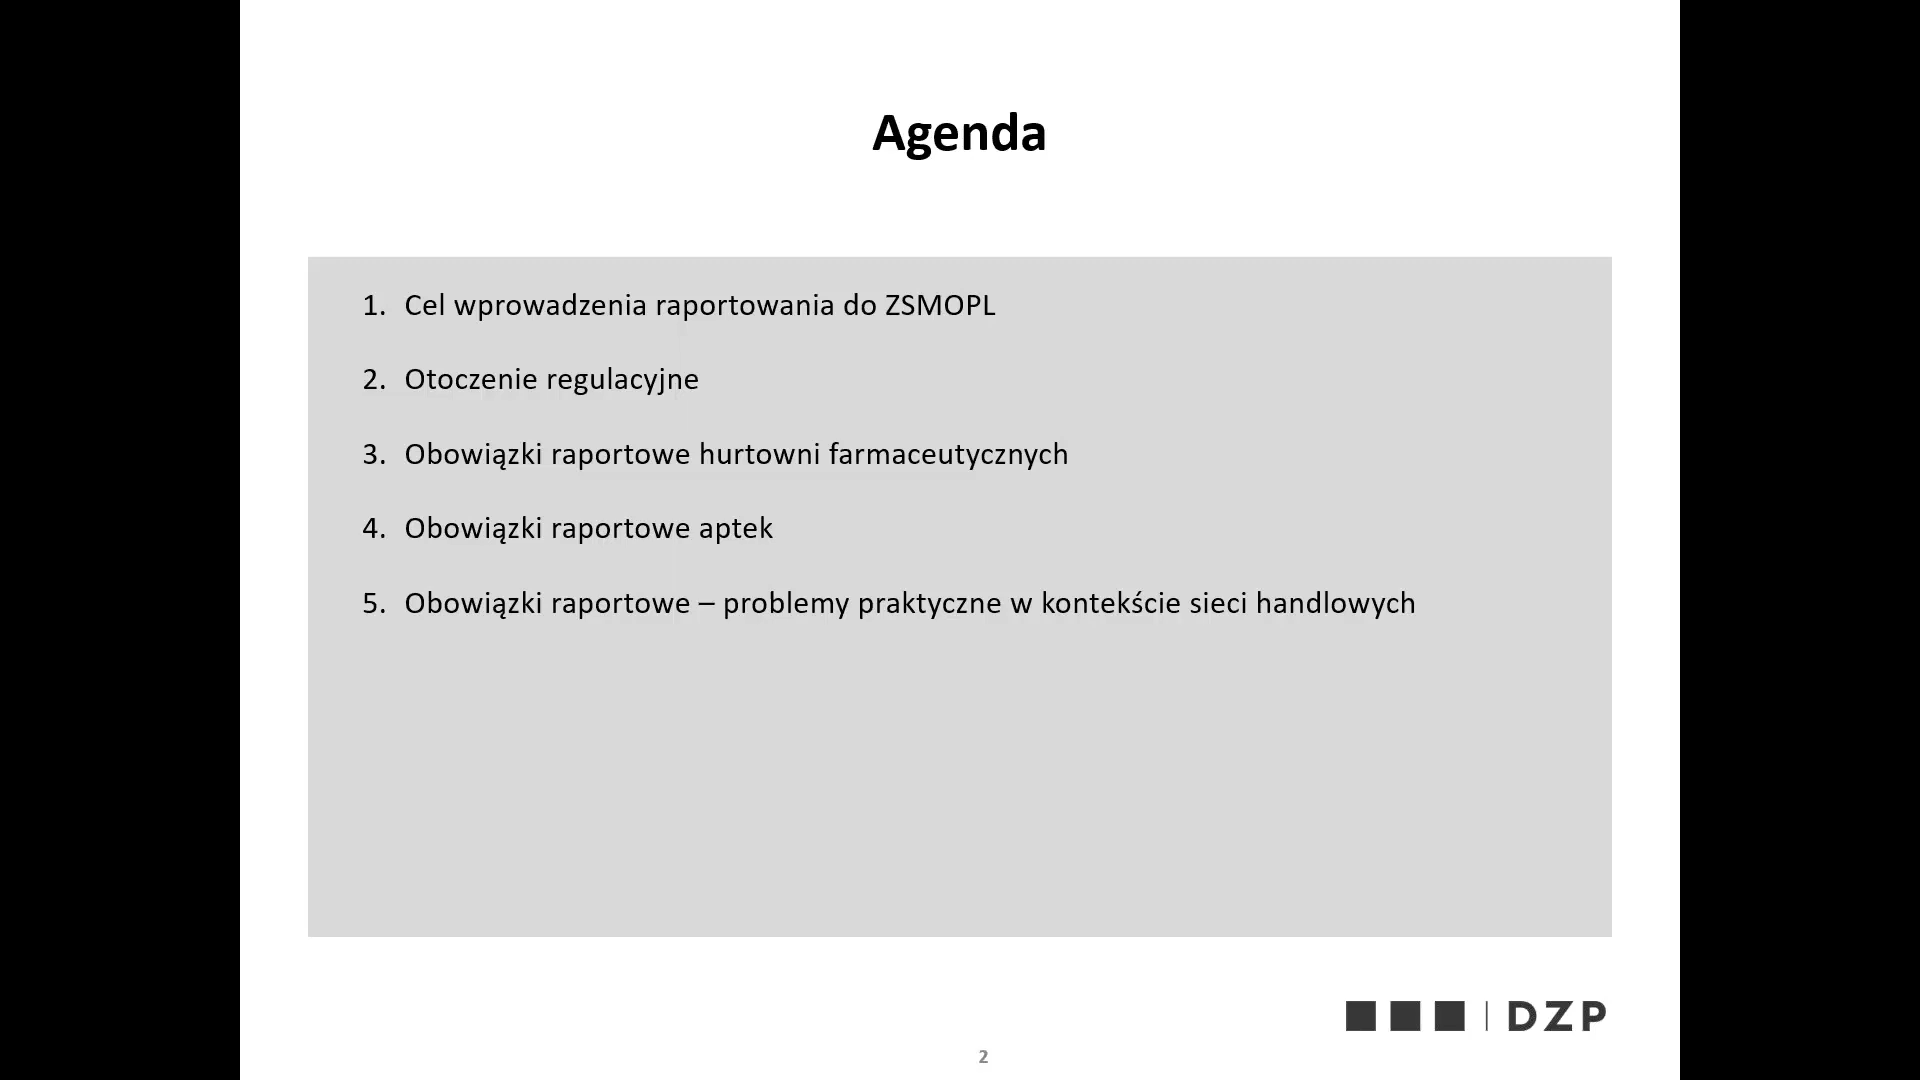 Agenda
1. Cel wprowadzenia raportowania do ZSMOPL
2. Otoczenie regulacyjne
3. Obowiązki raportowe hurtowni farmaceutycznych
4. Obowiązki raportowe aptek
5. Obowiązki raportowe – problemy praktyczne w kontekście sieci handlowych
DZP
2